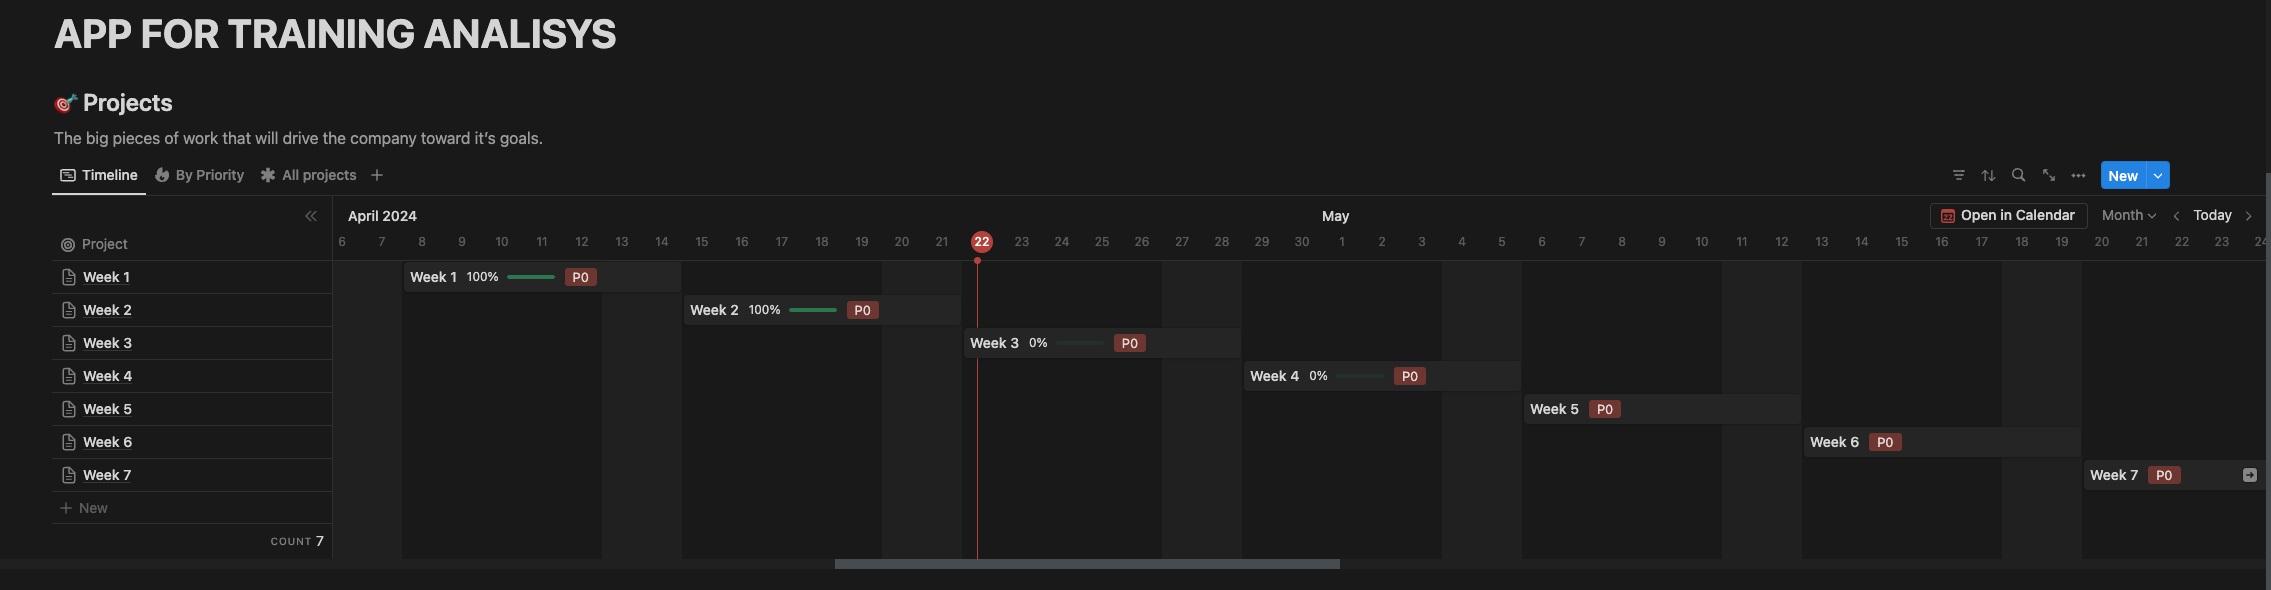 APP FOR TRAINING ANALISYS
Projects
The big pieces of work that will drive the company toward it's goals.
Timeline By Priority All projects
New
April 2024 May Open in Calendar Month Today
Project 6 7 8 9 10 11 12 13 14 15 16 17 18 19 20 21 22 23 24 25 26 27 28 29 30 1 2 3 4 5 6 7 8 9 10 11 12 13 14 15 16 17 18 19 20 21 22 23 24
Week 1 Week 1 100% P0
Week 2 Week 2 100% P0
Week 3 Week 3 0% P0
Week 4 Week 4 0% P0
Week 5 Week 5 P0
Week 6 Week 6 P0
Week 7 Week 7 P0
New
COUNT 7